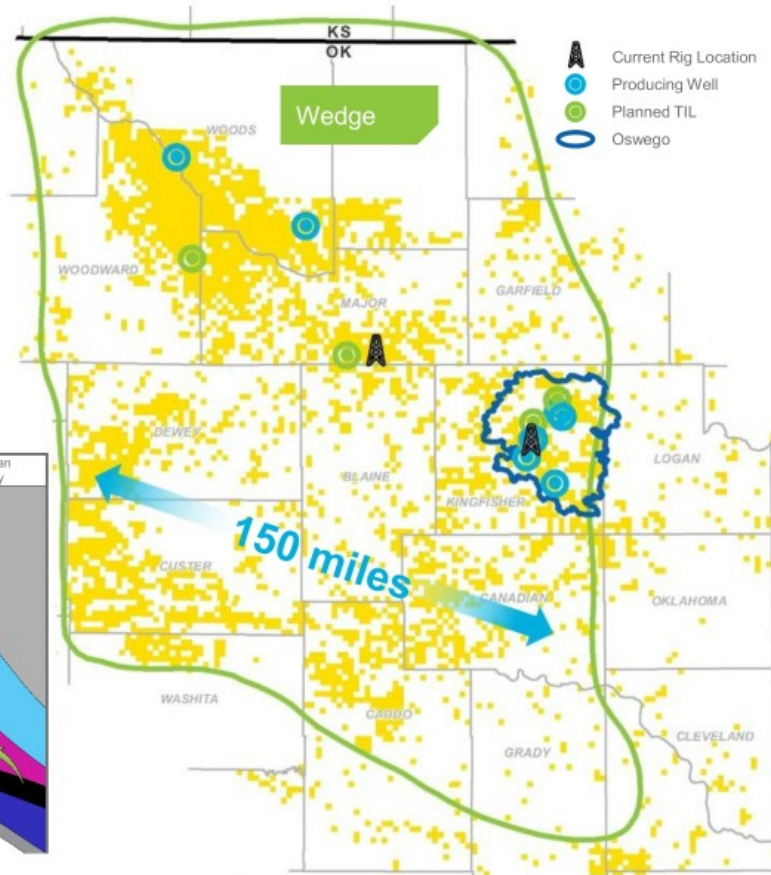 KS
OK
Current Rig Location
Producing Well
Planned TIL
Oswego
Wedge
WOODS
WOODWARD
MAJOR
GARFIELD
DEWEY
BLAINE
KINGFISHER
LOGAN
150 miles
CUSTER
CANADIAN
OKLAHOMA
WASHITA
CADDO
GRADY
CLEVELAND